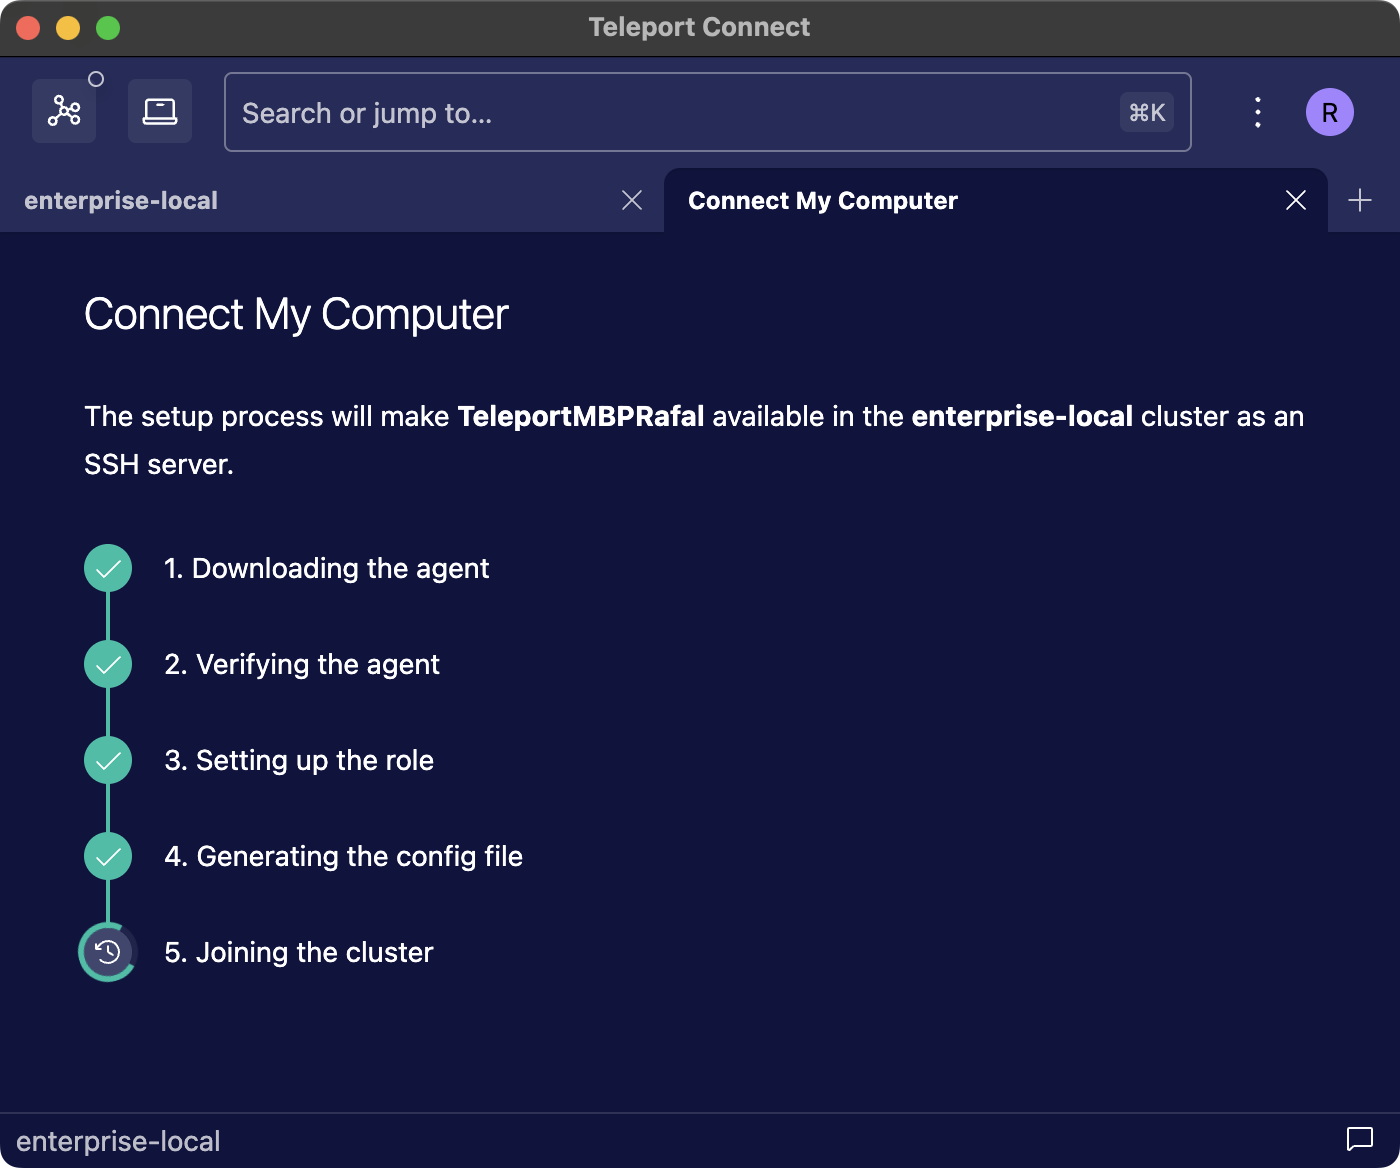 Teleport Connect
Search or jump to...
⌘K
R
enterprise-local
Connect My Computer
Connect My Computer
The setup process will make TeleportMBPRafal available in the enterprise-local cluster as an
SSH server.
1. Downloading the agent
2. Verifying the agent
3. Setting up the role
4. Generating the config file
5. Joining the cluster
enterprise-local